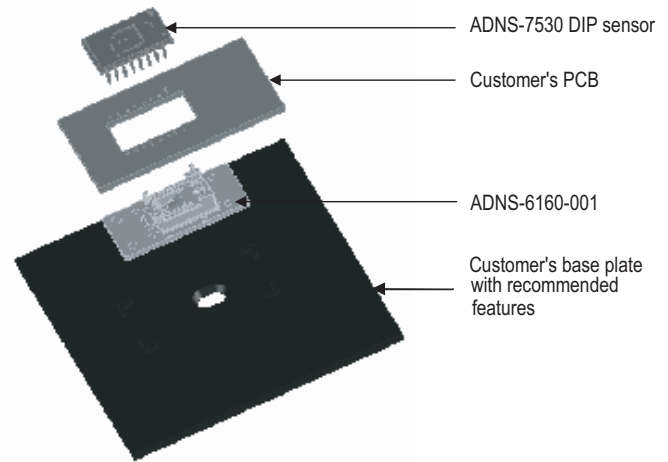 ADNS-7530 DIP sensor
Customer's PCB
ADNS-6160-001
Customer's base plate
with recommended
features